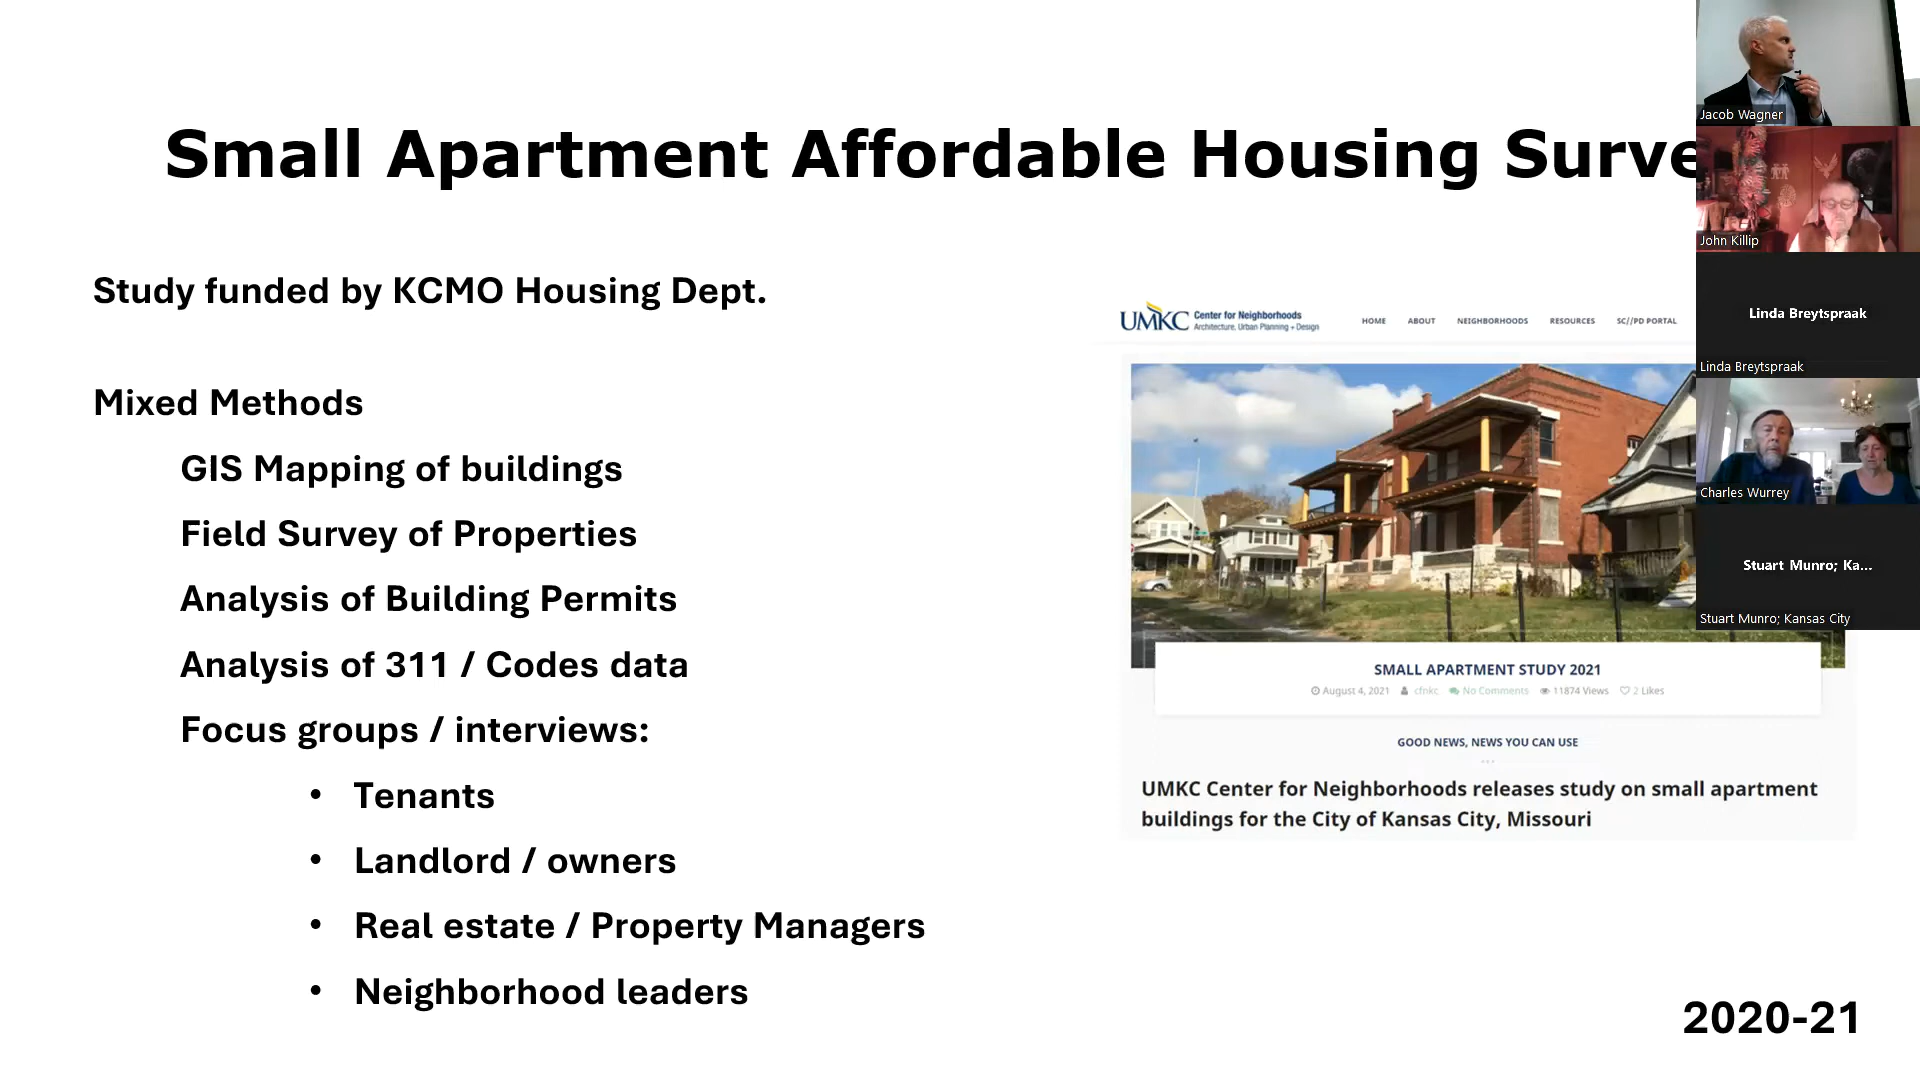 Small Apartment Affordable Housing Surve
Study funded by KCMO Housing Dept.
Mixed Methods
GIS Mapping of buildings
Field Survey of Properties
Analysis of Building Permits
Analysis of 311 / Codes data
Focus groups / interviews:
• Tenants
• Landlord / owners
• Real estate / Property Managers
• Neighborhood leaders
UMKC Center for Neighborhoods
Architecture, Urban Planning + Design
HOME ABOUT NEIGHBORHOODS RESOURCES SC//PD PORTAL
SMALL APARTMENT STUDY 2021
August 4, 2021 cfnkc No Comments 11874 Views 2 Likes
GOOD NEWS, NEWS YOU CAN USE
UMKC Center for Neighborhoods releases study on small apartment
buildings for the City of Kansas City, Missouri
2020-21
Jacob Wagner
John Killip
Linda Breytspraak
Linda Breytspraak
Charles Wurrey
Stuart Munro; Ka...
Stuart Munro; Kansas City